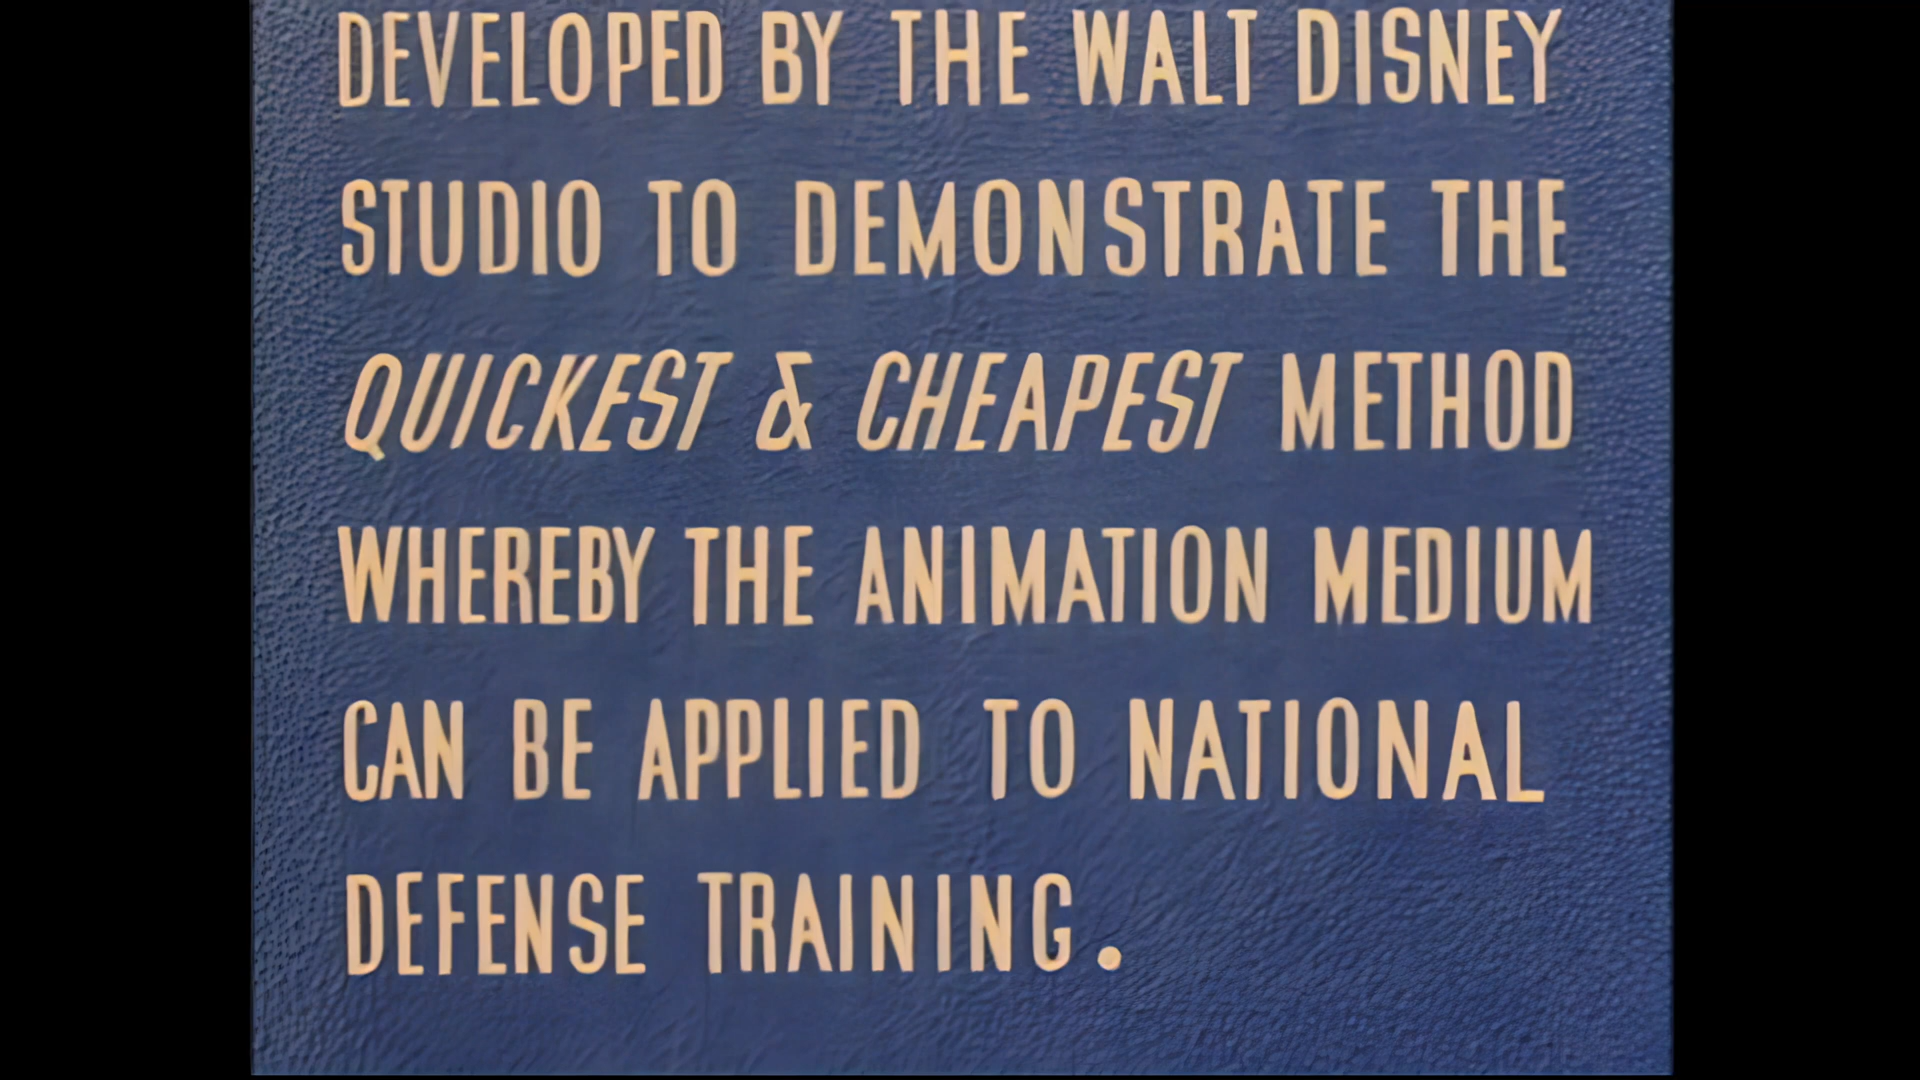 DEVELOPED BY THE WALT DISNEY
STUDIO TO DEMONSTRATE THE
QUICKEST & CHEAPEST METHOD
WHEREBY THE ANIMATION MEDIUM
CAN BE APPLIED TO NATIONAL
DEFENSE TRAINING.